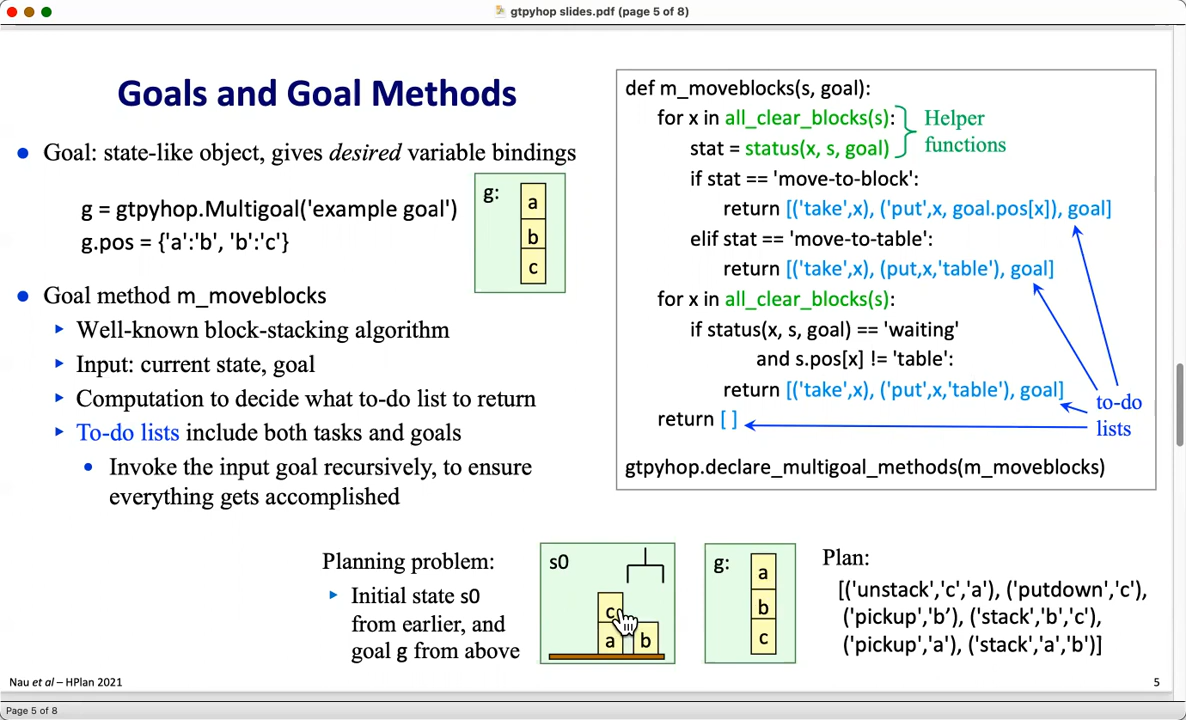 gtpyhop slides.pdf (page 5 of 8)
Goals and Goal Methods
● Goal: state-like object, gives desired variable bindings
g = gtpyhop.Multigoal('example goal')
g.pos = {'a':'b', 'b':'c'}
g:
a
b
c
● Goal method m_moveblocks
▸ Well-known block-stacking algorithm
▸ Input: current state, goal
▸ Computation to decide what to-do list to return
▸ To-do lists include both tasks and goals
• Invoke the input goal recursively, to ensure
everything gets accomplished
def m_moveblocks(s, goal):
for x in all_clear_blocks(s):
stat = status(x, s, goal)
Helper
functions
if stat == 'move-to-block':
return [('take',x), ('put',x, goal.pos[x]), goal]
elif stat == 'move-to-table':
return [('take',x), (put,x,'table'), goal]
for x in all_clear_blocks(s):
if status(x, s, goal) == 'waiting'
and s.pos[x] != 'table':
return [('take',x), ('put',x,'table'), goal]
return [ ]
to-do
lists
gtpyhop.declare_multigoal_methods(m_moveblocks)
Planning problem:
▸ Initial state s0
from earlier, and
goal g from above
s0
c
a b
g:
a
b
c
Plan:
[('unstack','c','a'), ('putdown','c'),
('pickup','b’), ('stack','b','c'),
('pickup','a'), ('stack','a','b')]
Nau et al – HPlan 2021
5
Page 5 of 8